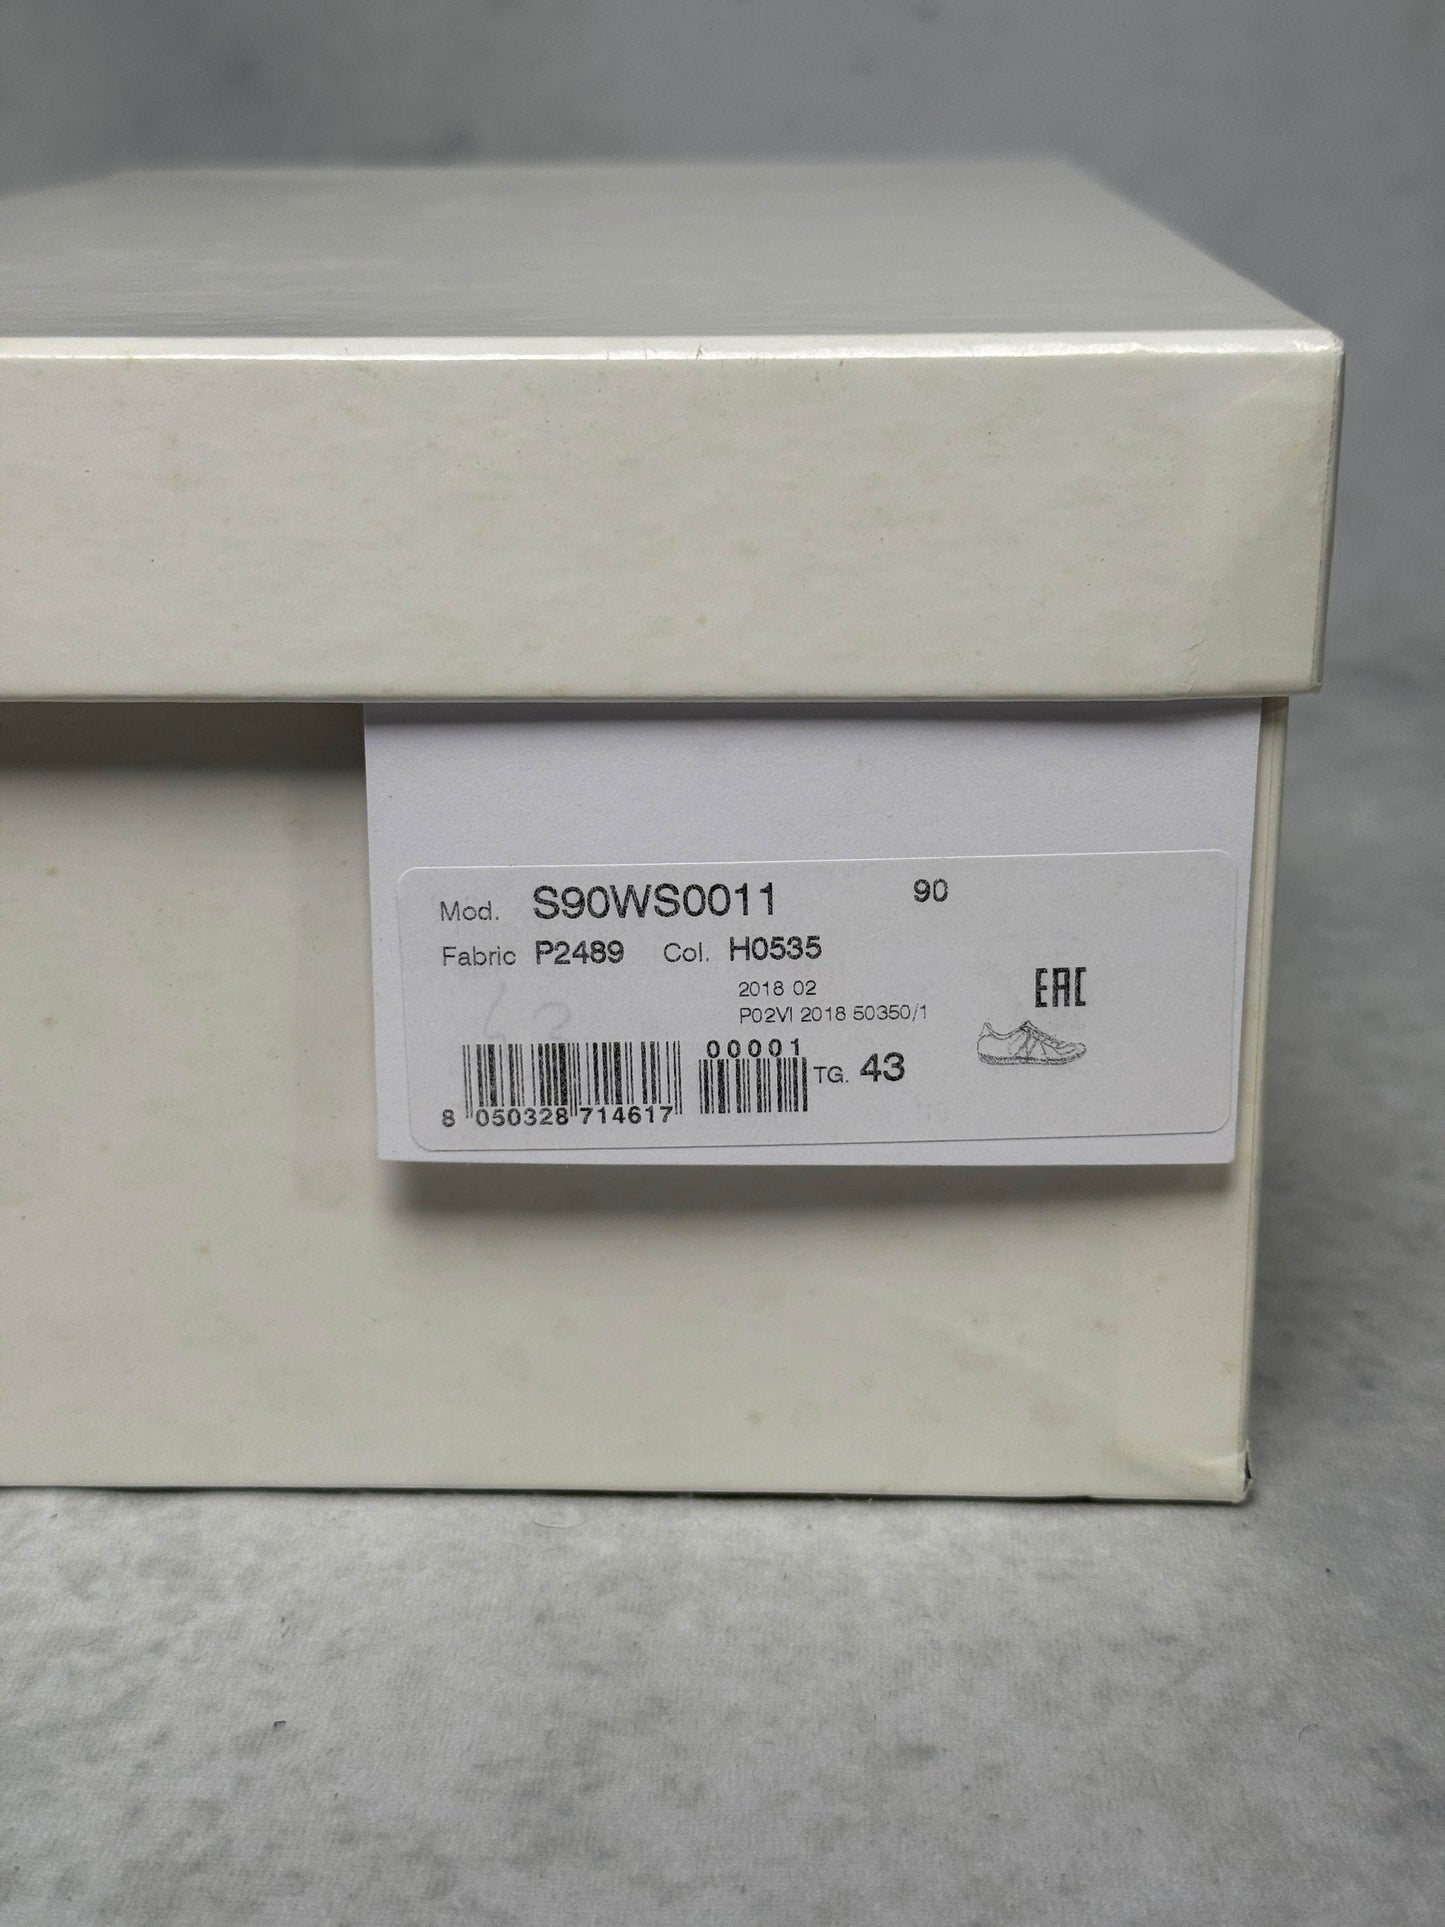 Mod. S90WS0011 90
Fabric P2489 Col. H0535
2018 02
P02VI 2018 50350/1
EAC
00001
TG. 43
8 050328 714617